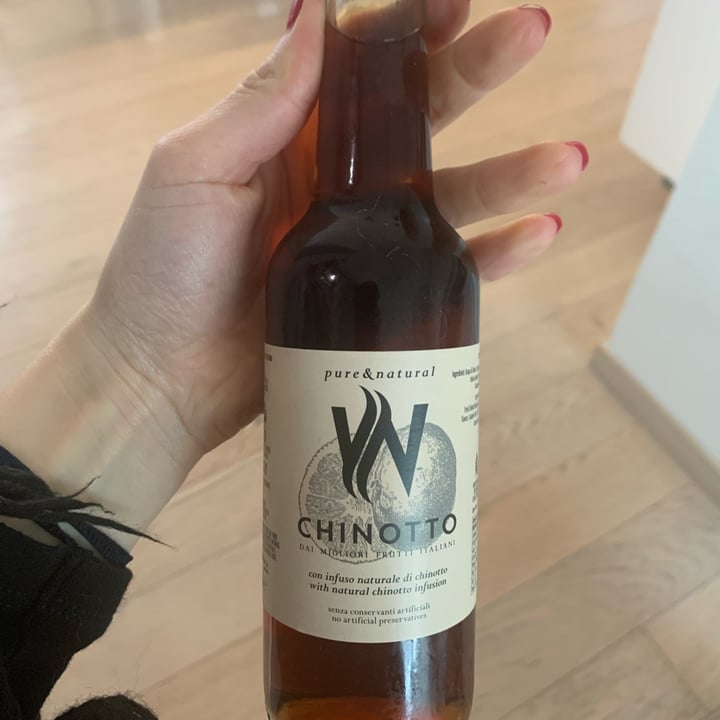 pure&natural
W
CHINOTTO
DAI MIGLIORI FRUTTI ITALIANI
con infuso naturale di chinotto
with natural chinotto infusion
senza conservanti artificiali
no artificial preservatives